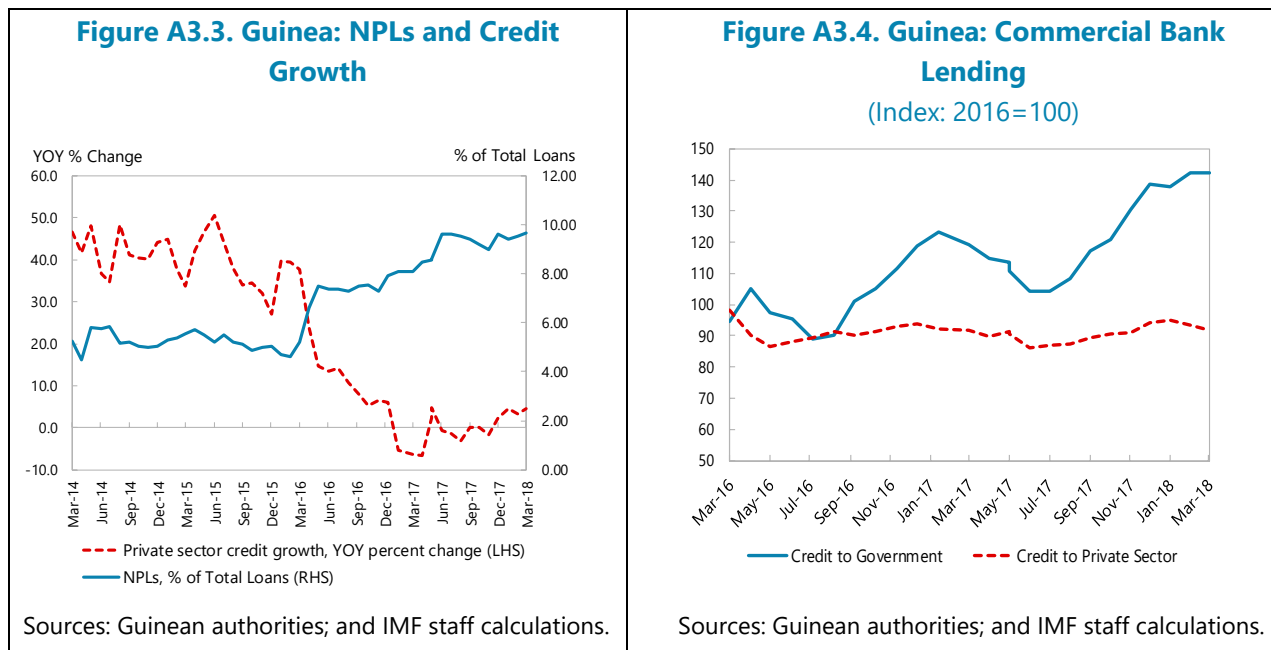 Figure A3.3. Guinea: NPLs and Credit
Growth
YOY % Change
% of Total Loans
60.0
50.0
40.0
30.0
20.0
10.0
0.0
-10.0
12.00
10.00
8.00
6.00
4.00
2.00
0.00
Mar-14
Jun-14
Sep-14
Dec-14
Mar-15
Jun-15
Sep-15
Dec-15
Mar-16
Jun-16
Sep-16
Dec-16
Mar-17
Jun-17
Sep-17
Dec-17
Mar-18
Private sector credit growth, YOY percent change (LHS)
NPLs, % of Total Loans (RHS)
Sources: Guinean authorities; and IMF staff calculations.
Figure A3.4. Guinea: Commercial Bank
Lending
(Index: 2016=100)
150
140
130
120
110
100
90
80
70
60
50
Mar-16
May-16
Jul-16
Sep-16
Nov-16
Jan-17
Mar-17
May-17
Jul-17
Sep-17
Nov-17
Jan-18
Mar-18
Credit to Government
Credit to Private Sector
Sources: Guinean authorities; and IMF staff calculations.